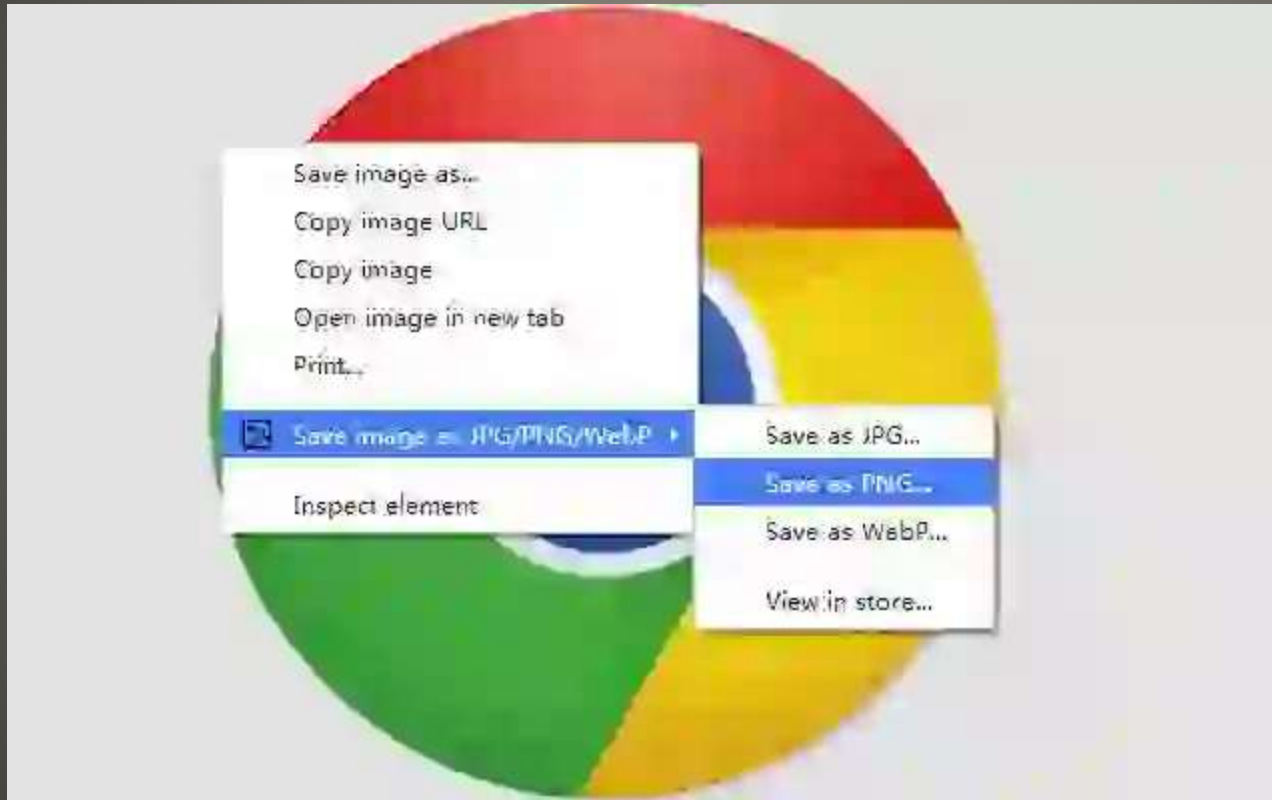 Save image as...
Copy image URL
Copy image
Open image in new tab
Print...
Save image as JPG/PNG/WebP
Inspect element
Save as JPG...
Save as PNG...
Save as WebP...
View in store...